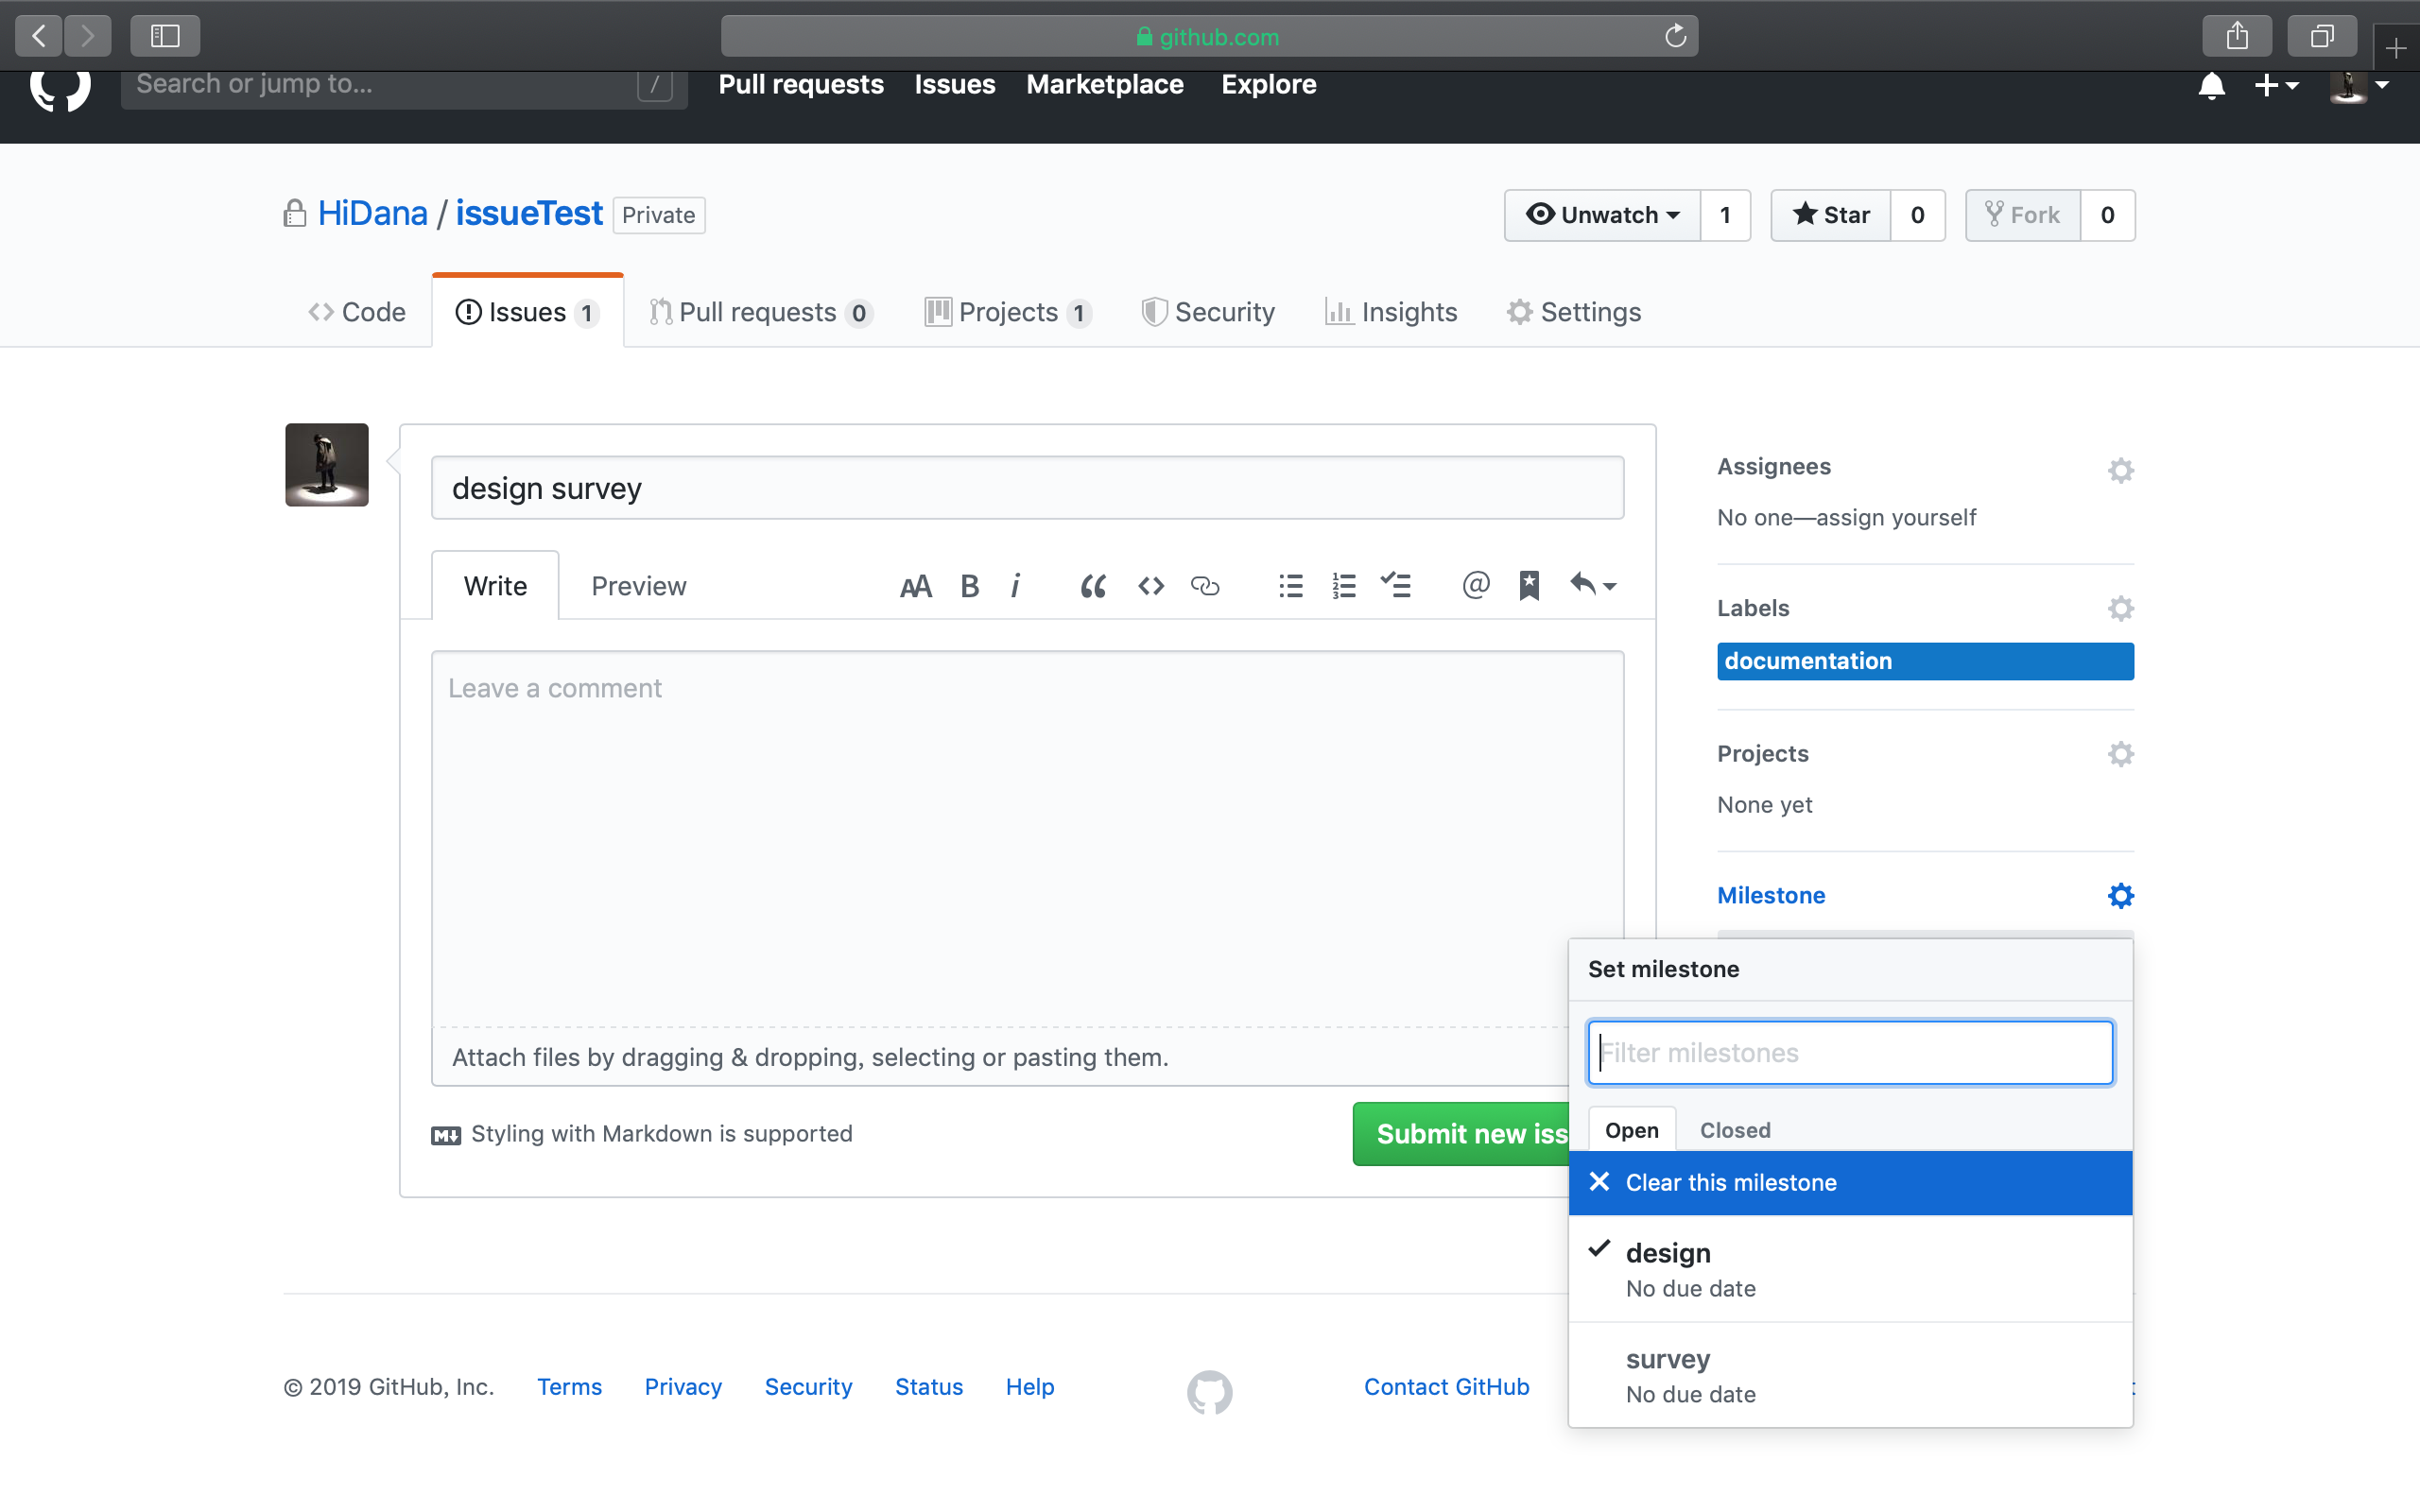 github.com
Search or jump to... /
Pull requests Issues Marketplace Explore
HiDana / issueTest Private
Unwatch 1 Star 0 Fork 0
Code Issues 1 Pull requests 0 Projects 1 Security Insights Settings
design survey
Write Preview AA B i
Leave a comment
Attach files by dragging & dropping, selecting or pasting them.
M↓ Styling with Markdown is supported
Submit new iss
Assignees
No one—assign yourself
Labels
documentation
Projects
None yet
Milestone
Set milestone
Filter milestones
Open Closed
Clear this milestone
design
No due date
survey
No due date
© 2019 GitHub, Inc. Terms Privacy Security Status Help Contact GitHub